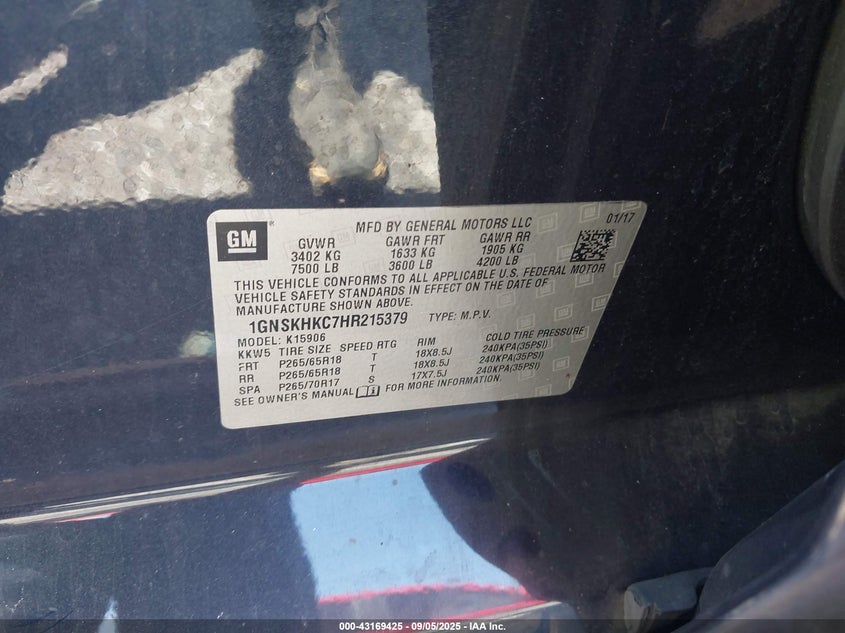 GM
MFD BY GENERAL MOTORS LLC
01/17
GVWR GAWR FRT GAWR RR
3402 KG 1633 KG 1905 KG
7500 LB 3600 LB 4200 LB
THIS VEHICLE CONFORMS TO ALL APPLICABLE U.S. FEDERAL MOTOR
VEHICLE SAFETY STANDARDS IN EFFECT ON THE DATE OF
MANUFACTURE SHOWN ABOVE.
1GNSKHKC7HR215379 TYPE: M.P.V.
MODEL: K15906
KKW5 TIRE SIZE SPEED RTG RIM COLD TIRE PRESSURE
FRT P265/65R18 T 18X8.5J 240KPA(35PSI)
RR P265/65R18 T 18X8.5J 240KPA(35PSI)
SPA P265/70R17 S 17X7.5J 240KPA(35PSI)
SEE OWNER'S MANUAL FOR MORE INFORMATION.
000-43169425 - 09/05/2025 - IAA Inc.